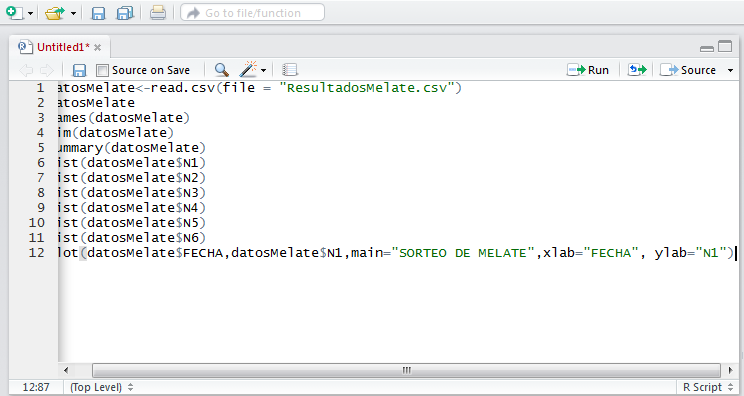 Go to file/function
Untitled1*
Source on Save
Run
Source
1 atosMelate<-read.csv(file = "ResultadosMelate.csv")
2 atosMelate
3 ames(datosMelate)
4 im(datosMelate)
5 ummary(datosMelate)
6 ist(datosMelate$N1)
7 ist(datosMelate$N2)
8 ist(datosMelate$N3)
9 ist(datosMelate$N4)
10 ist(datosMelate$N5)
11 ist(datosMelate$N6)
12 lot(datosMelate$FECHA,datosMelate$N1,main="SORTEO DE MELATE",xlab="FECHA", ylab="N1")
12:87 (Top Level) R Script